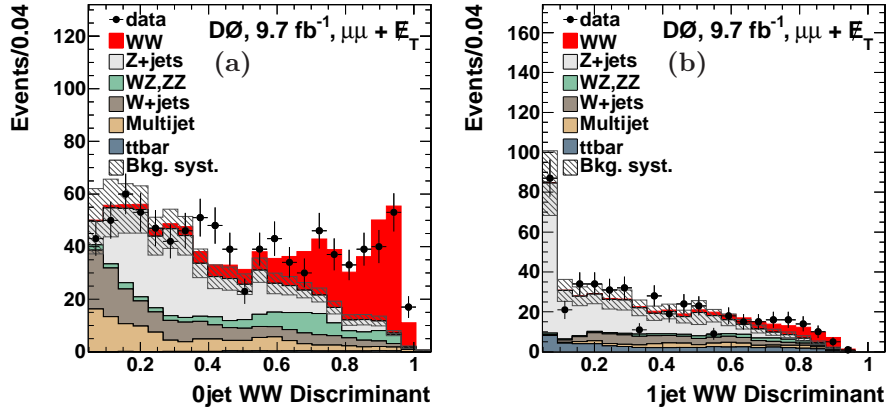 Events/0.04
120
100
80
60
40
20
0
data
WW
Z+jets
WZ,ZZ
W+jets
Multijet
ttbar
Bkg. syst.
DØ, 9.7 fb⁻¹, μμ + E̸_T
(a)
0.2 0.4 0.6 0.8 1
0jet WW Discriminant
Events/0.04
160
140
120
100
80
60
40
20
0
data
WW
Z+jets
WZ,ZZ
W+jets
Multijet
ttbar
Bkg. syst.
DØ, 9.7 fb⁻¹, μμ + E̸_T
(b)
0.2 0.4 0.6 0.8 1
1jet WW Discriminant